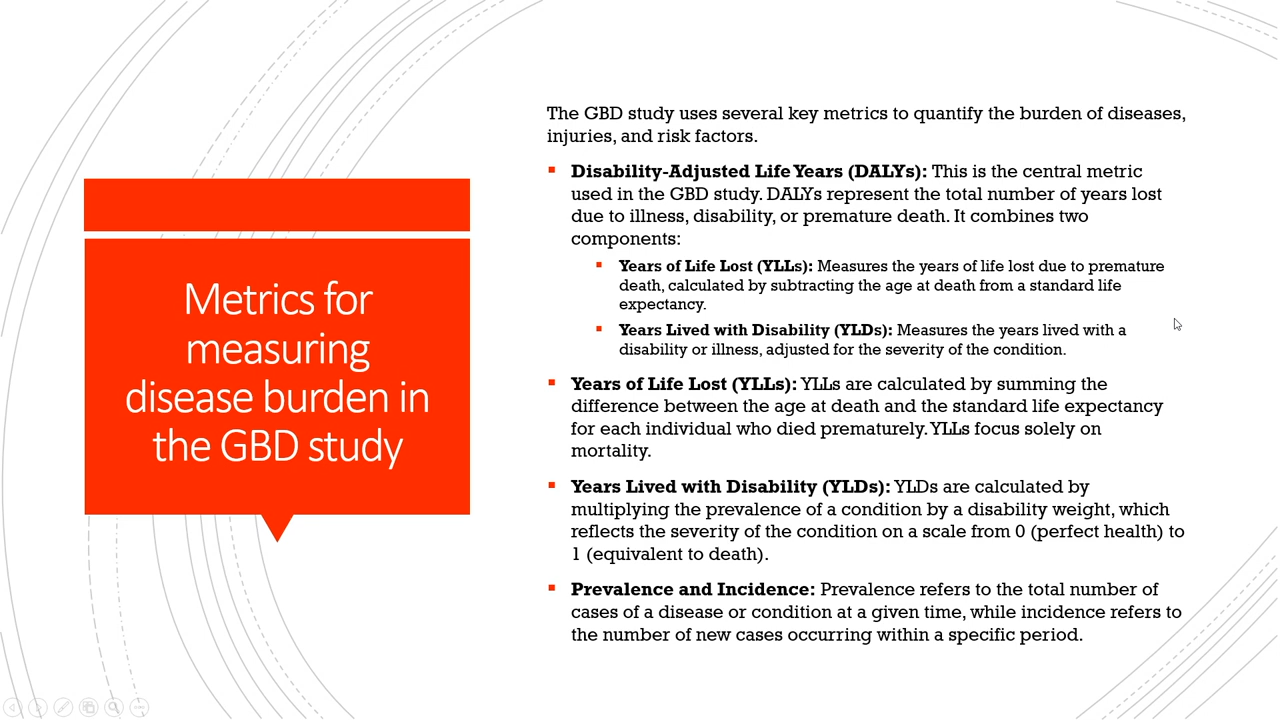 Metrics for
measuring
disease burden in
the GBD study
The GBD study uses several key metrics to quantify the burden of diseases,
injuries, and risk factors.
Disability-Adjusted Life Years (DALYs): This is the central metric
used in the GBD study. DALYs represent the total number of years lost
due to illness, disability, or premature death. It combines two
components:
Years of Life Lost (YLLs): Measures the years of life lost due to premature
death, calculated by subtracting the age at death from a standard life
expectancy.
Years Lived with Disability (YLDs): Measures the years lived with a
disability or illness, adjusted for the severity of the condition.
Years of Life Lost (YLLs): YLLs are calculated by summing the
difference between the age at death and the standard life expectancy
for each individual who died prematurely. YLLs focus solely on
mortality.
Years Lived with Disability (YLDs): YLDs are calculated by
multiplying the prevalence of a condition by a disability weight, which
reflects the severity of the condition on a scale from 0 (perfect health) to
1 (equivalent to death).
Prevalence and Incidence: Prevalence refers to the total number of
cases of a disease or condition at a given time, while incidence refers to
the number of new cases occurring within a specific period.